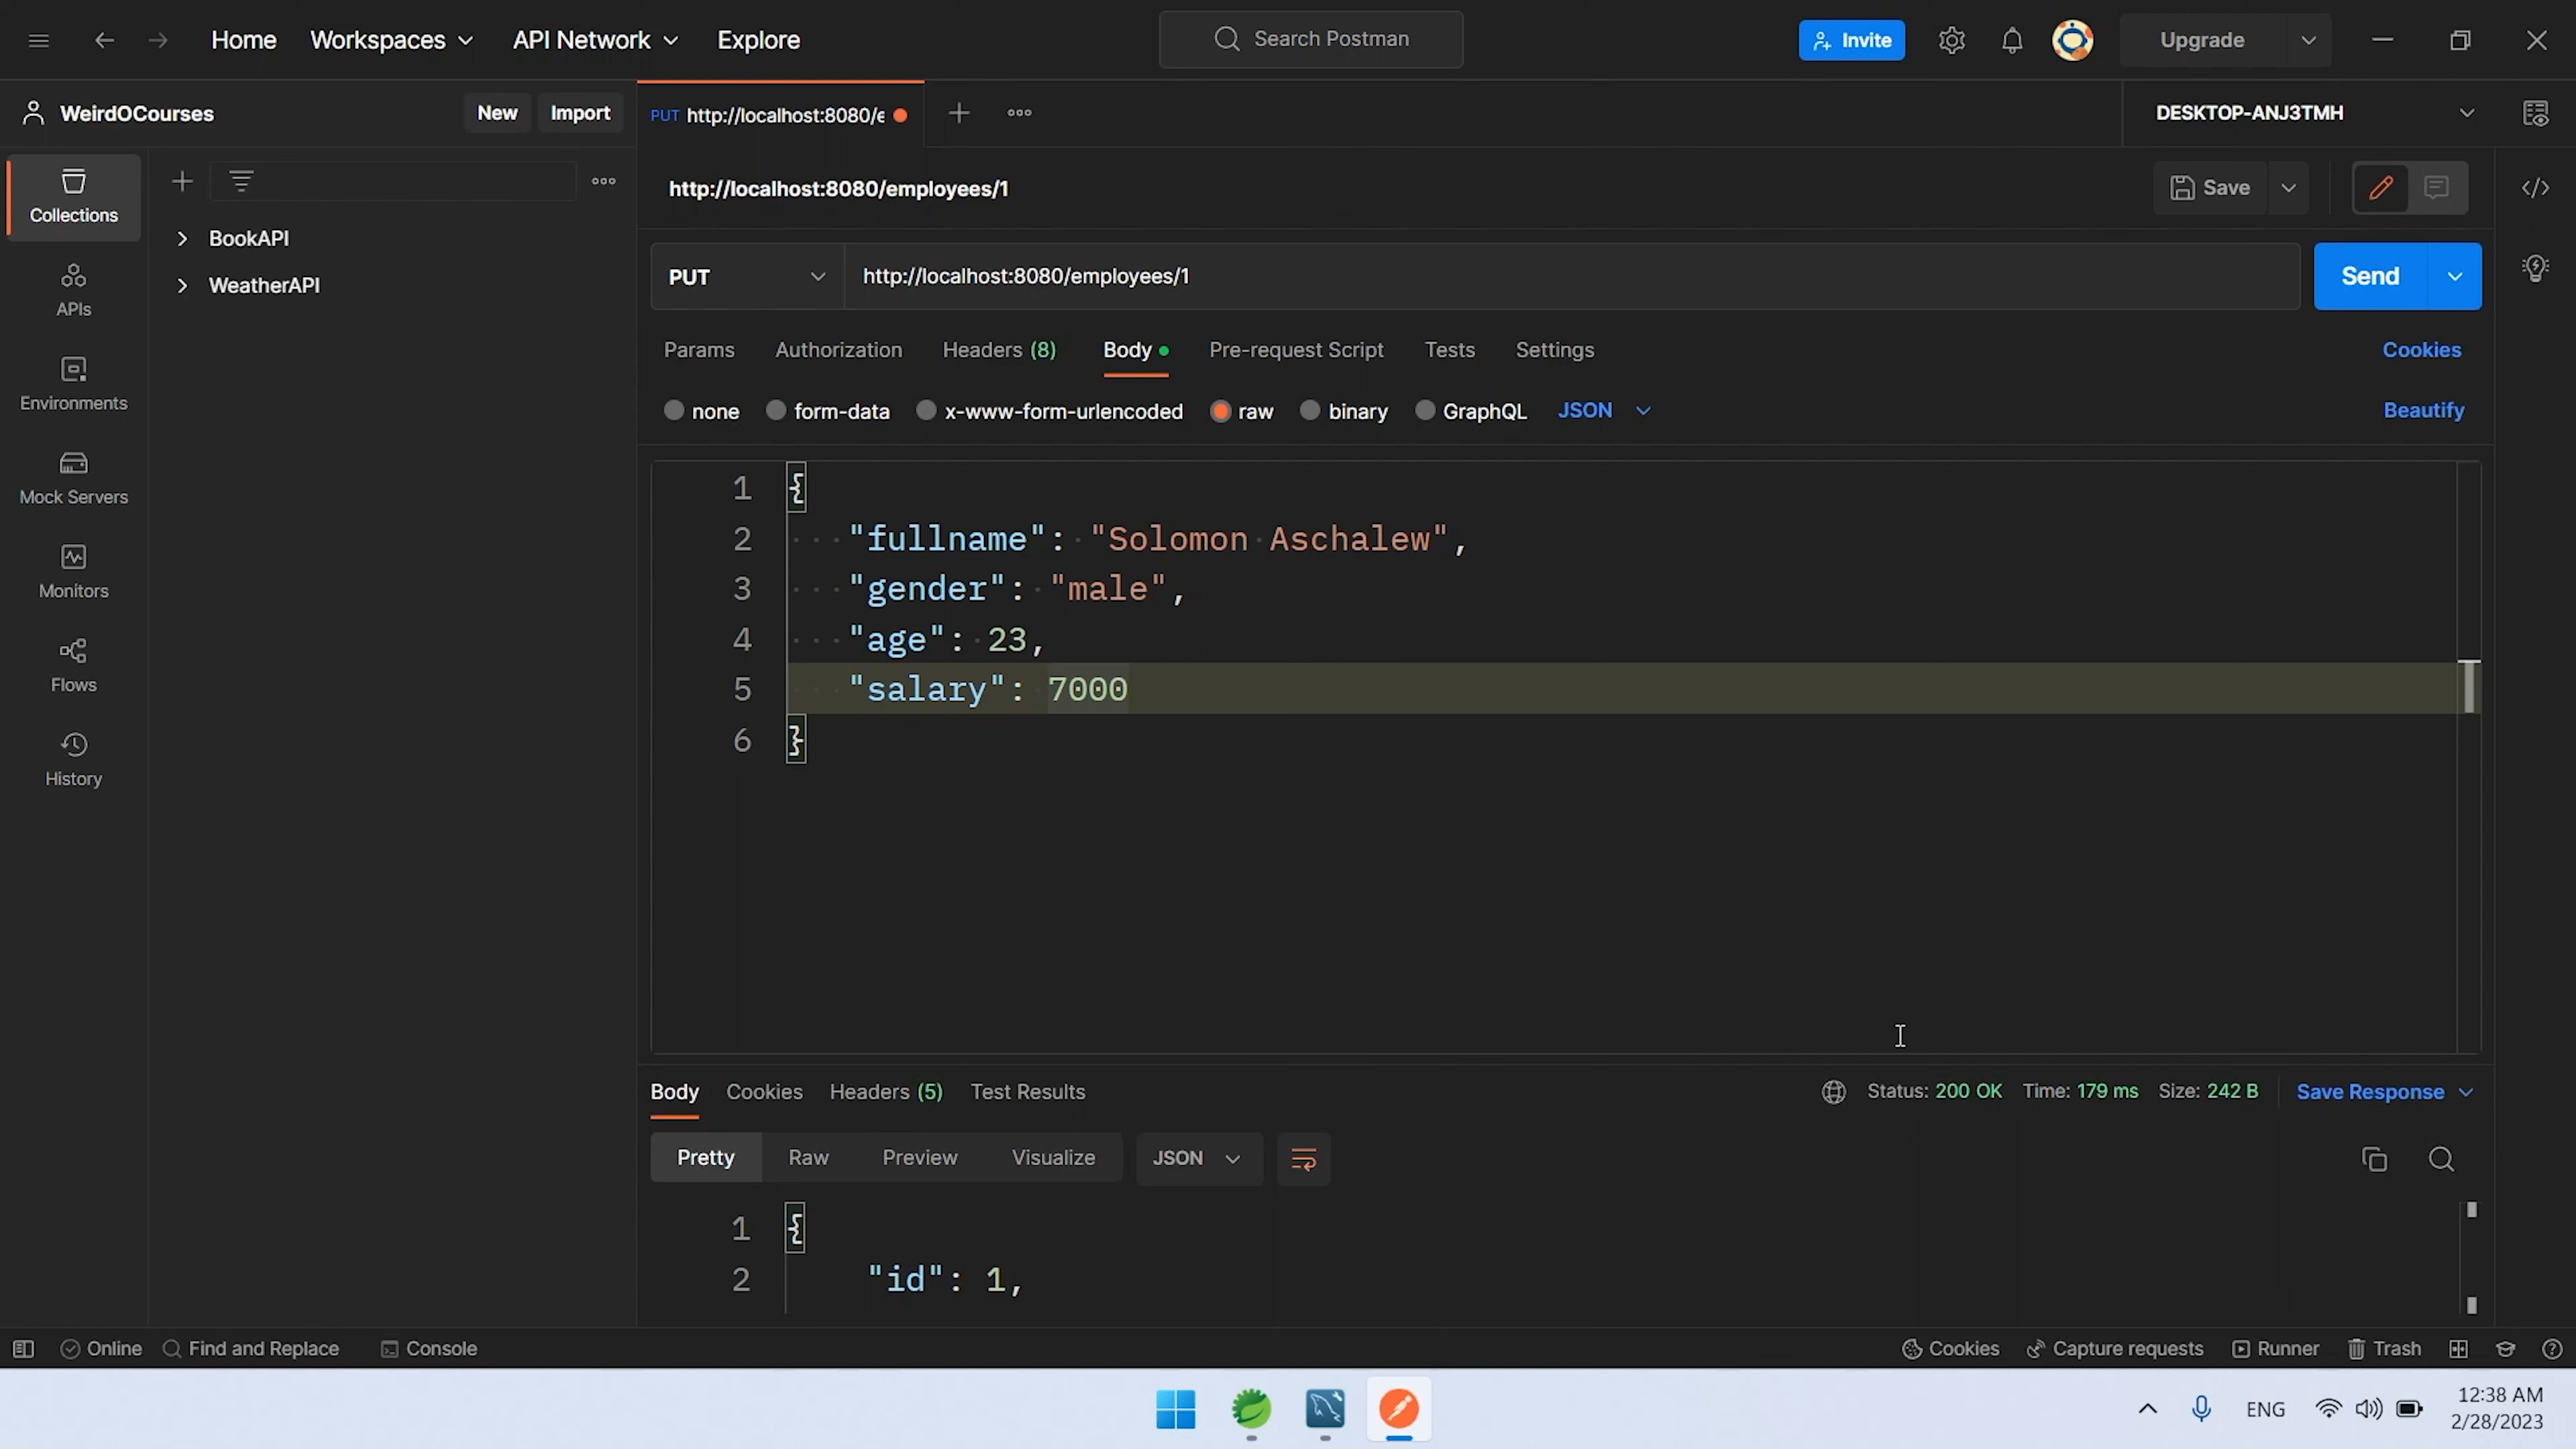 Home Workspaces API Network Explore Search Postman Invite Upgrade
WeirdOCourses New Import PUT http://localhost:8080/e DESKTOP-ANJ3TMH
http://localhost:8080/employees/1 Save
Collections
BookAPI
WeatherAPI
APIs
Environments
Mock Servers
Monitors
Flows
History
PUT http://localhost:8080/employees/1 Send
Params Authorization Headers (8) Body Pre-request Script Tests Settings Cookies
none form-data x-www-form-urlencoded raw binary GraphQL JSON Beautify
1 {
2 "fullname": "Solomon Aschalew",
3 "gender": "male",
4 "age": 23,
5 "salary": 7000
6 }
Body Cookies Headers (5) Test Results Status: 200 OK Time: 179 ms Size: 242 B Save Response
Pretty Raw Preview Visualize JSON
1 {
2 "id": 1,
Online Find and Replace Console Cookies Capture requests Runner Trash
ENG 12:38 AM
2/28/2023